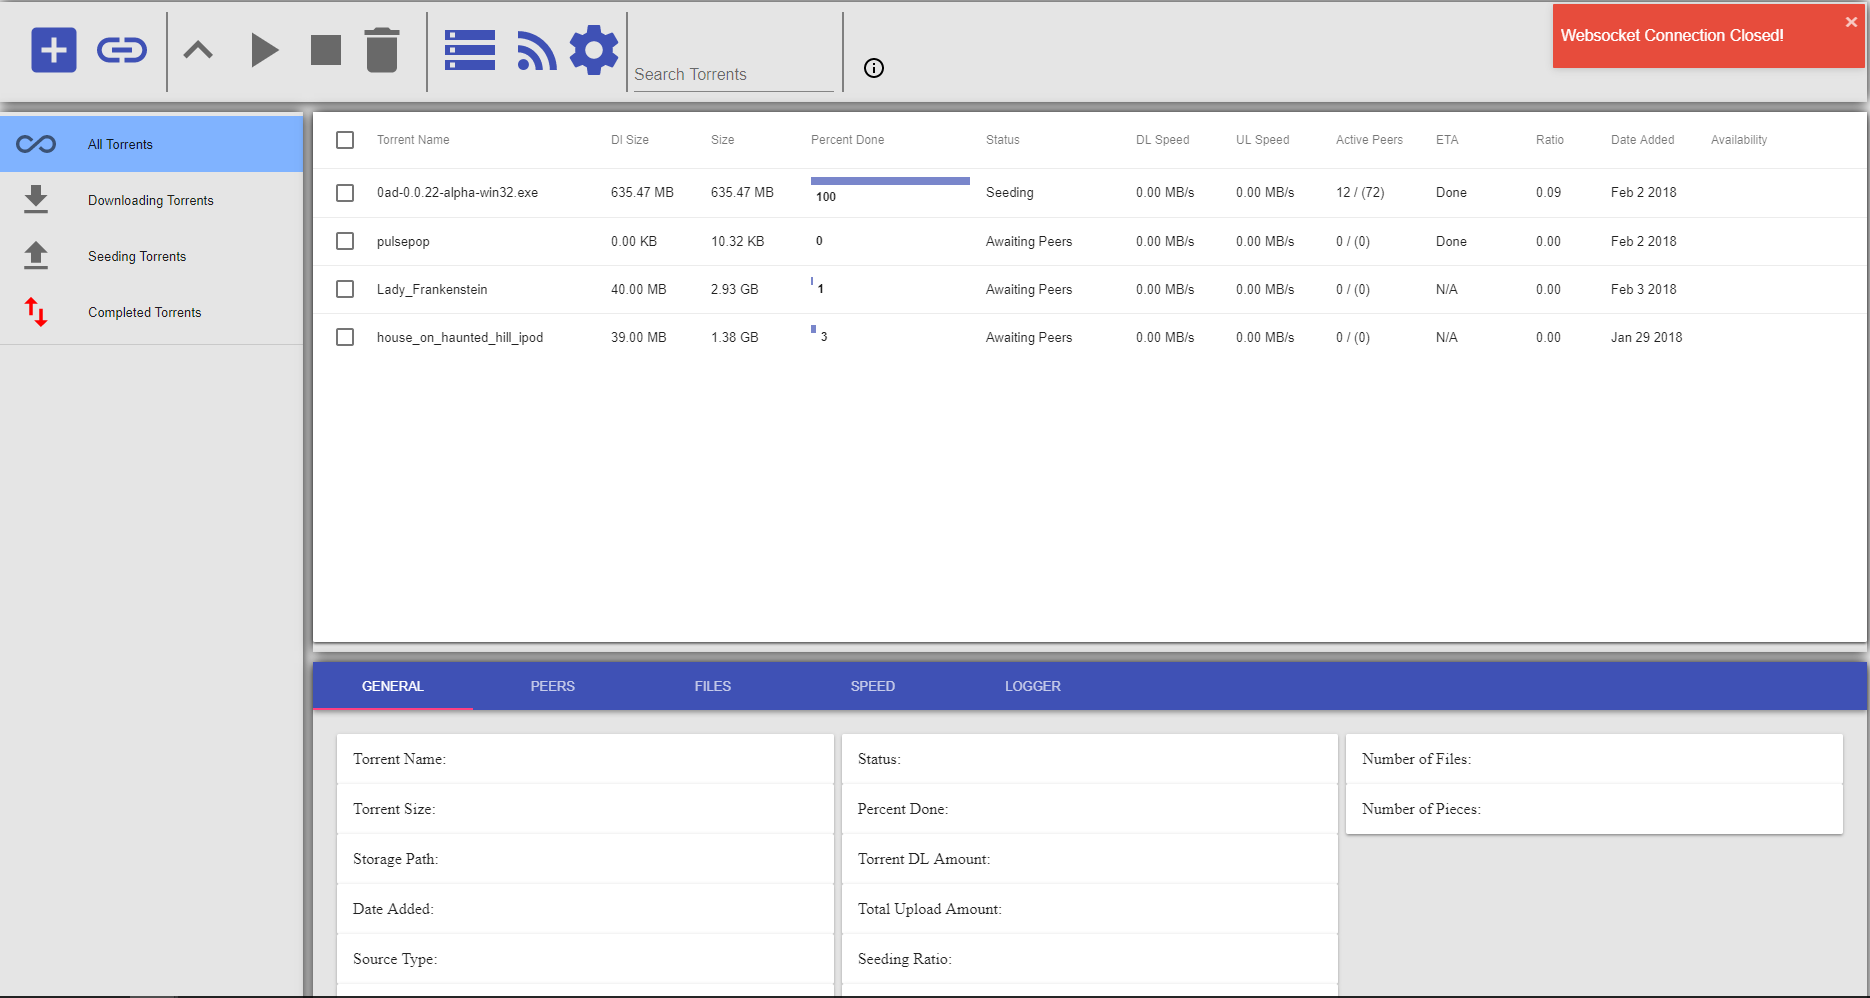 Websocket Connection Closed!
Search Torrents
All Torrents
Downloading Torrents
Seeding Torrents
Completed Torrents
Torrent Name Dl Size Size Percent Done Status DL Speed UL Speed Active Peers ETA Ratio Date Added Availability
0ad-0.0.22-alpha-win32.exe 635.47 MB 635.47 MB 100 Seeding 0.00 MB/s 0.00 MB/s 12 / (72) Done 0.09 Feb 2 2018
pulsepop 0.00 KB 10.32 KB 0 Awaiting Peers 0.00 MB/s 0.00 MB/s 0 / (0) Done 0.00 Feb 2 2018
Lady_Frankenstein 40.00 MB 2.93 GB 1 Awaiting Peers 0.00 MB/s 0.00 MB/s 0 / (0) N/A 0.00 Feb 3 2018
house_on_haunted_hill_ipod 39.00 MB 1.38 GB 3 Awaiting Peers 0.00 MB/s 0.00 MB/s 0 / (0) N/A 0.00 Jan 29 2018
GENERAL PEERS FILES SPEED LOGGER
Torrent Name:
Torrent Size:
Storage Path:
Date Added:
Source Type:
Status:
Percent Done:
Torrent DL Amount:
Total Upload Amount:
Seeding Ratio:
Number of Files:
Number of Pieces: